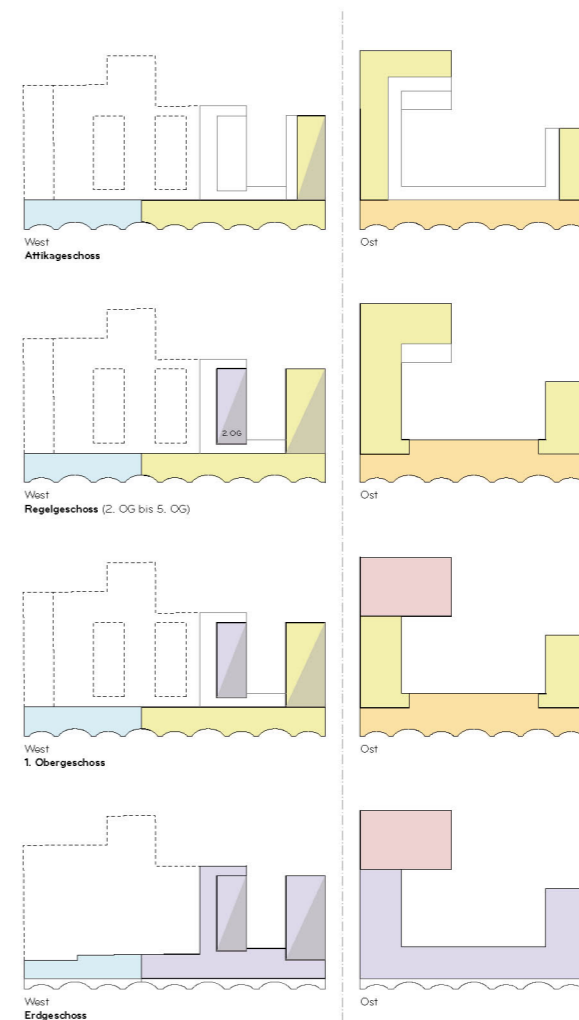 West
Attikageschoss
Ost
2. OG
West
Regelgeschoss (2. OG bis 5. OG)
Ost
West
1. Obergeschoss
Ost
West
Erdgeschoss
Ost